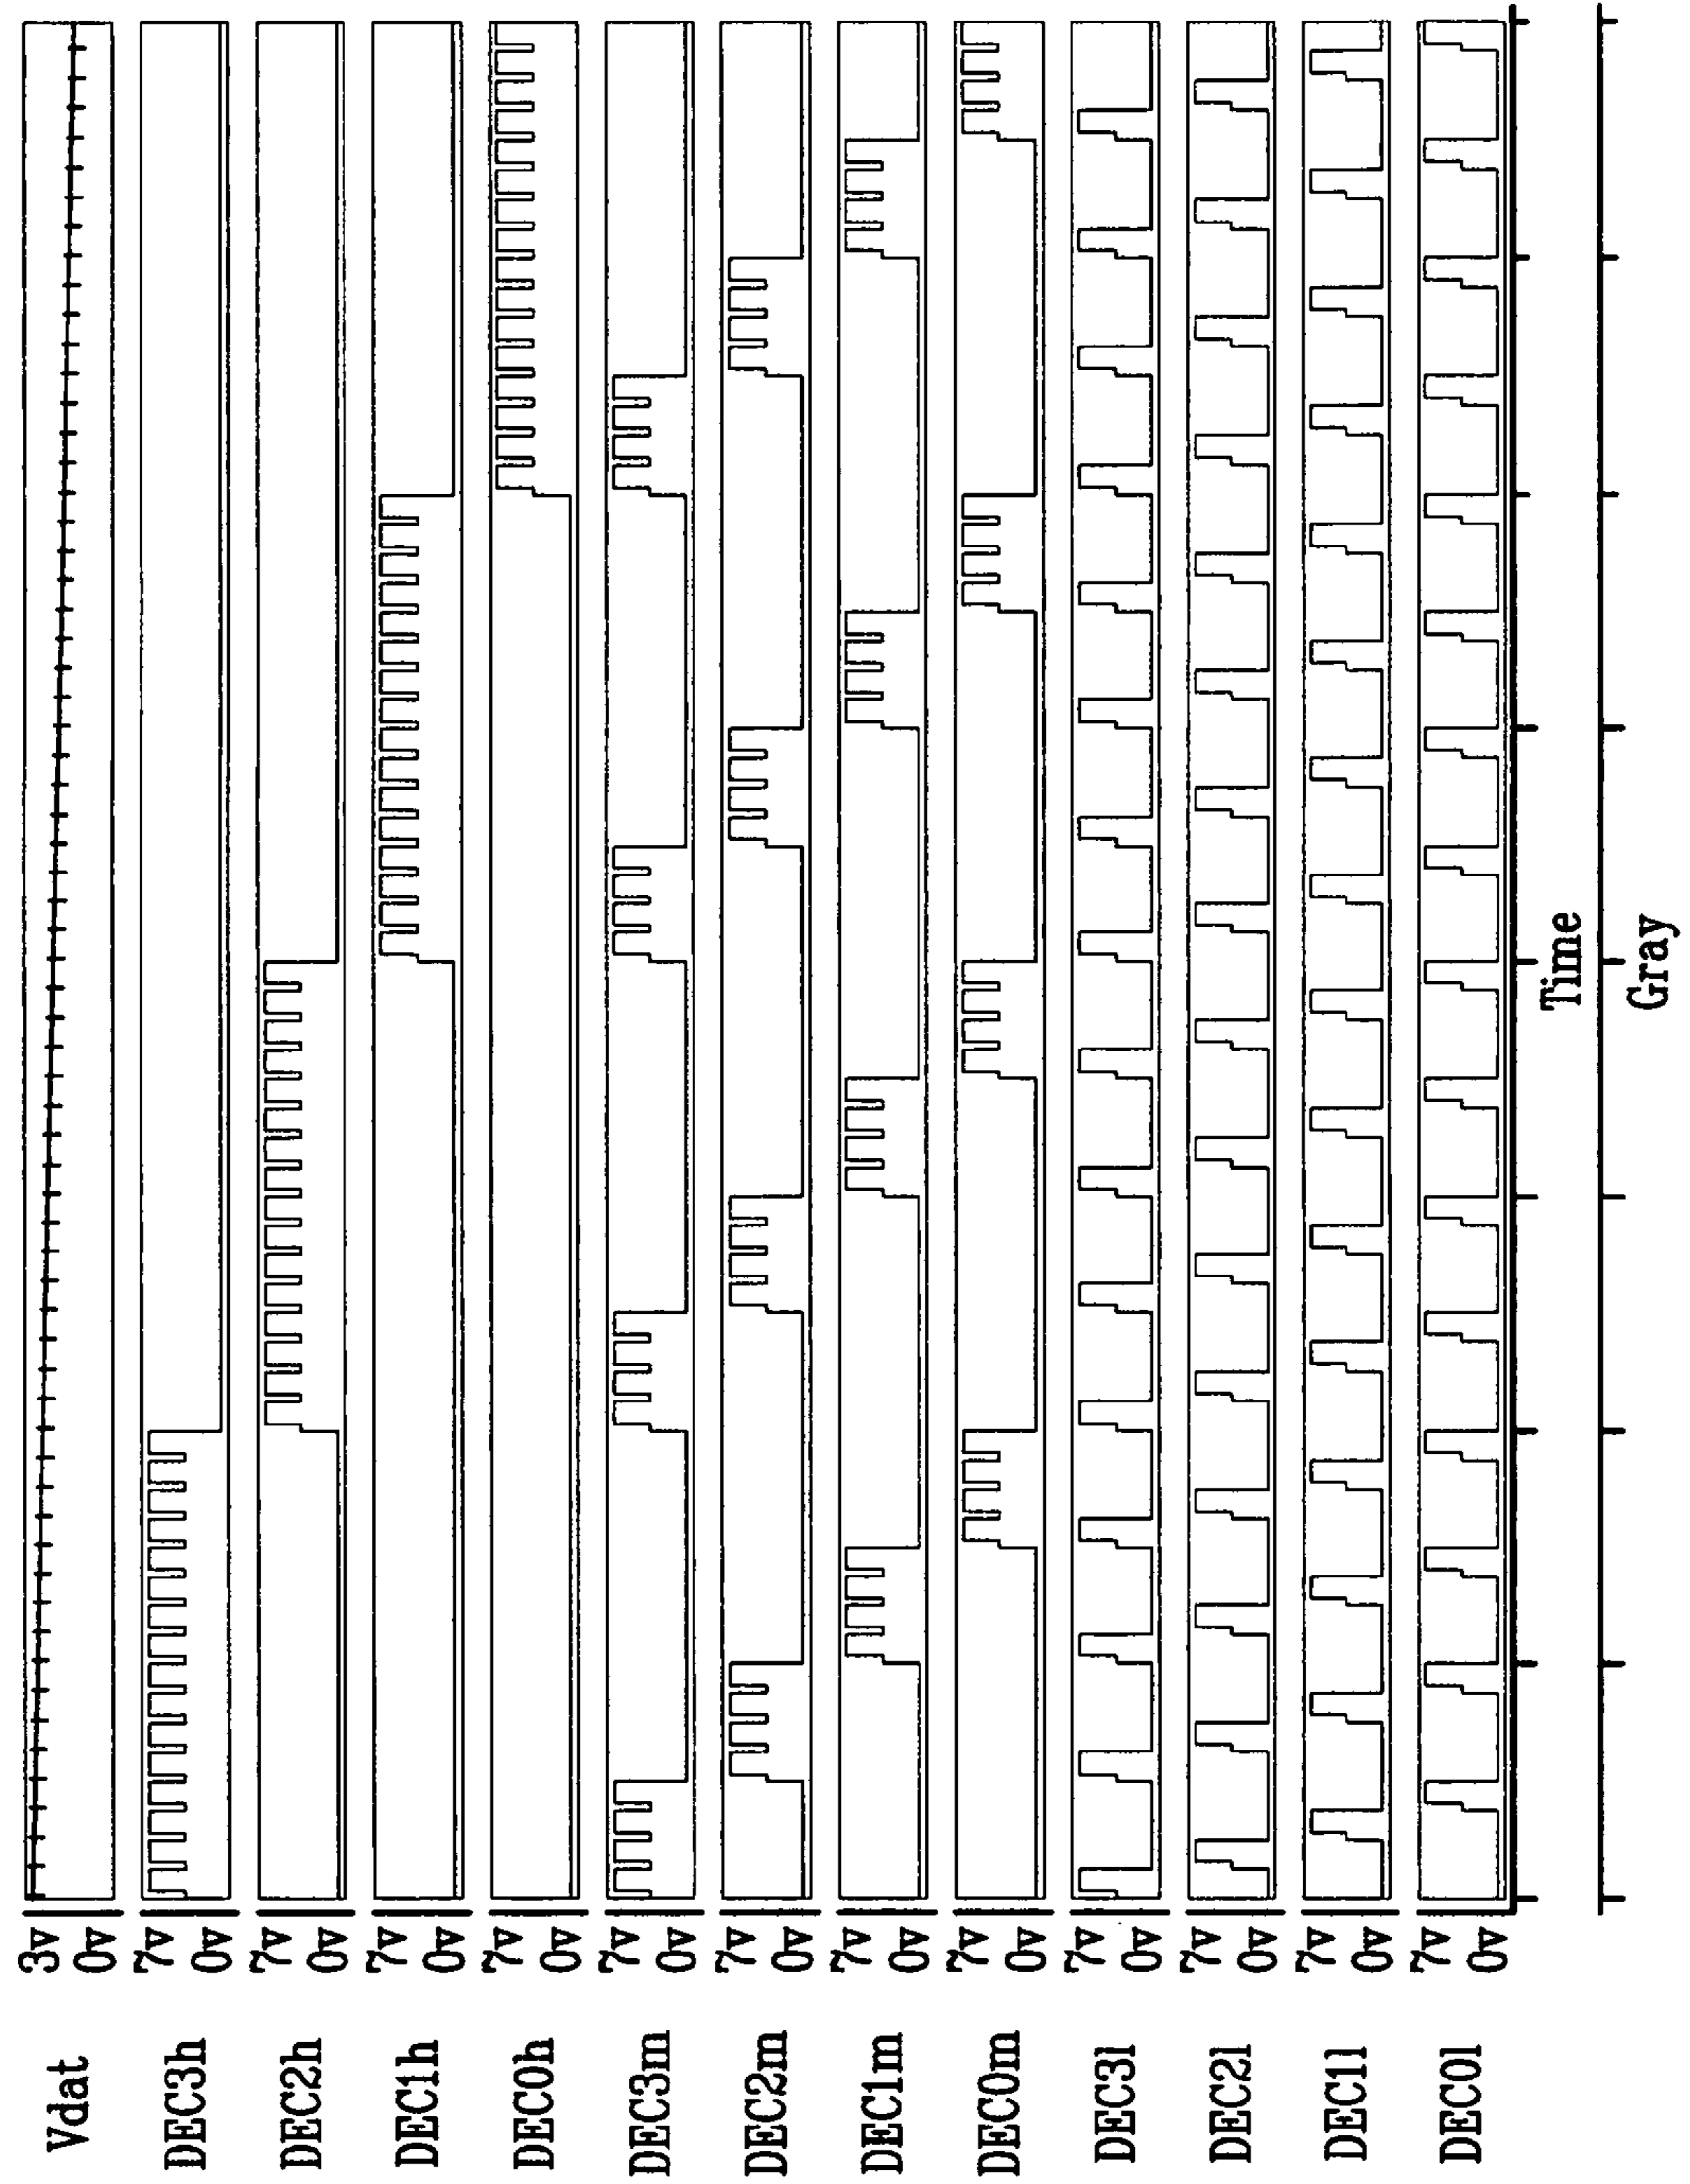 Vdat 3v 0v
DEC3h 7v 0v
DEC2h 7v 0v
DEC1h 7v 0v
DEC0h 7v 0v
DEC3m 7v 0v
DEC2m 7v 0v
DEC1m 7v 0v
DEC0m 7v 0v
DEC3l 7v 0v
DEC2l 7v 0v
DEC1l 7v 0v
DEC0l 7v 0v
Time
Gray